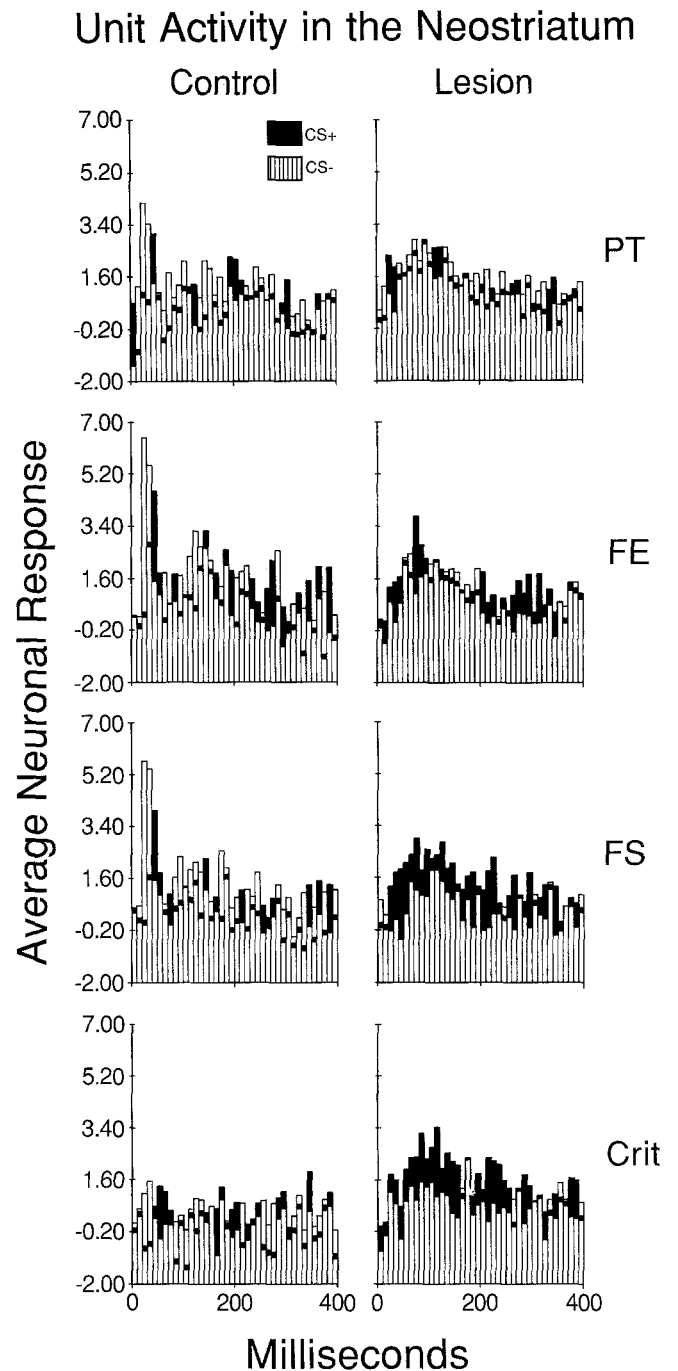 Unit Activity in the Neostriatum
Control Lesion
CS+
CS-
7.00
5.20
3.40
1.60
-0.20
-2.00
PT
7.00
5.20
3.40
1.60
-0.20
-2.00
FE
7.00
5.20
3.40
1.60
-0.20
-2.00
FS
7.00
5.20
3.40
1.60
-0.20
-2.00
Crit
0 200 400 0 200 400
Average Neuronal Response
Milliseconds